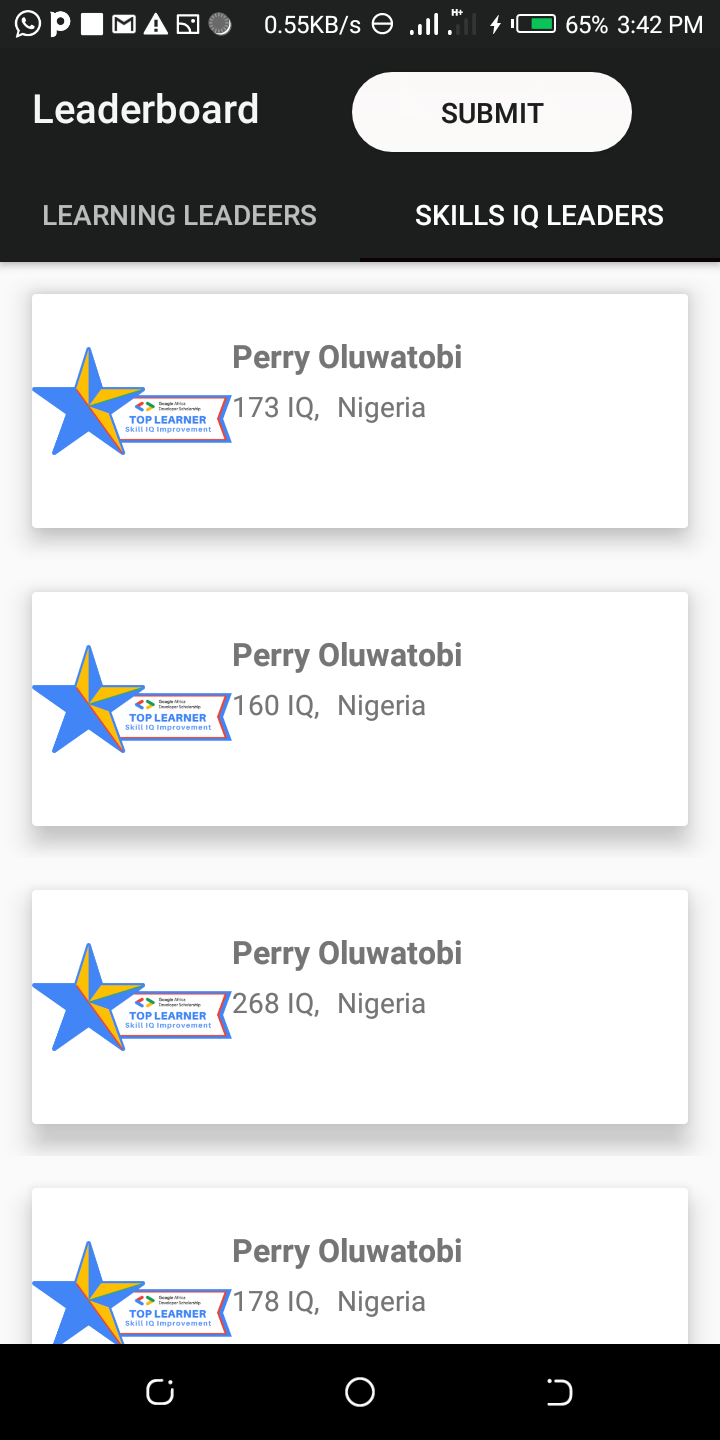 0.55KB/s H+ 65% 3:42 PM
Leaderboard SUBMIT
LEARNING LEADEERS SKILLS IQ LEADERS
Perry Oluwatobi
173 IQ, Nigeria
Google Africa
Developer Scholarship
TOP LEARNER
Skill IQ Improvement
Perry Oluwatobi
160 IQ, Nigeria
Google Africa
Developer Scholarship
TOP LEARNER
Skill IQ Improvement
Perry Oluwatobi
268 IQ, Nigeria
Google Africa
Developer Scholarship
TOP LEARNER
Skill IQ Improvement
Perry Oluwatobi
178 IQ, Nigeria
Google Africa
Developer Scholarship
TOP LEARNER
Skill IQ Improvement